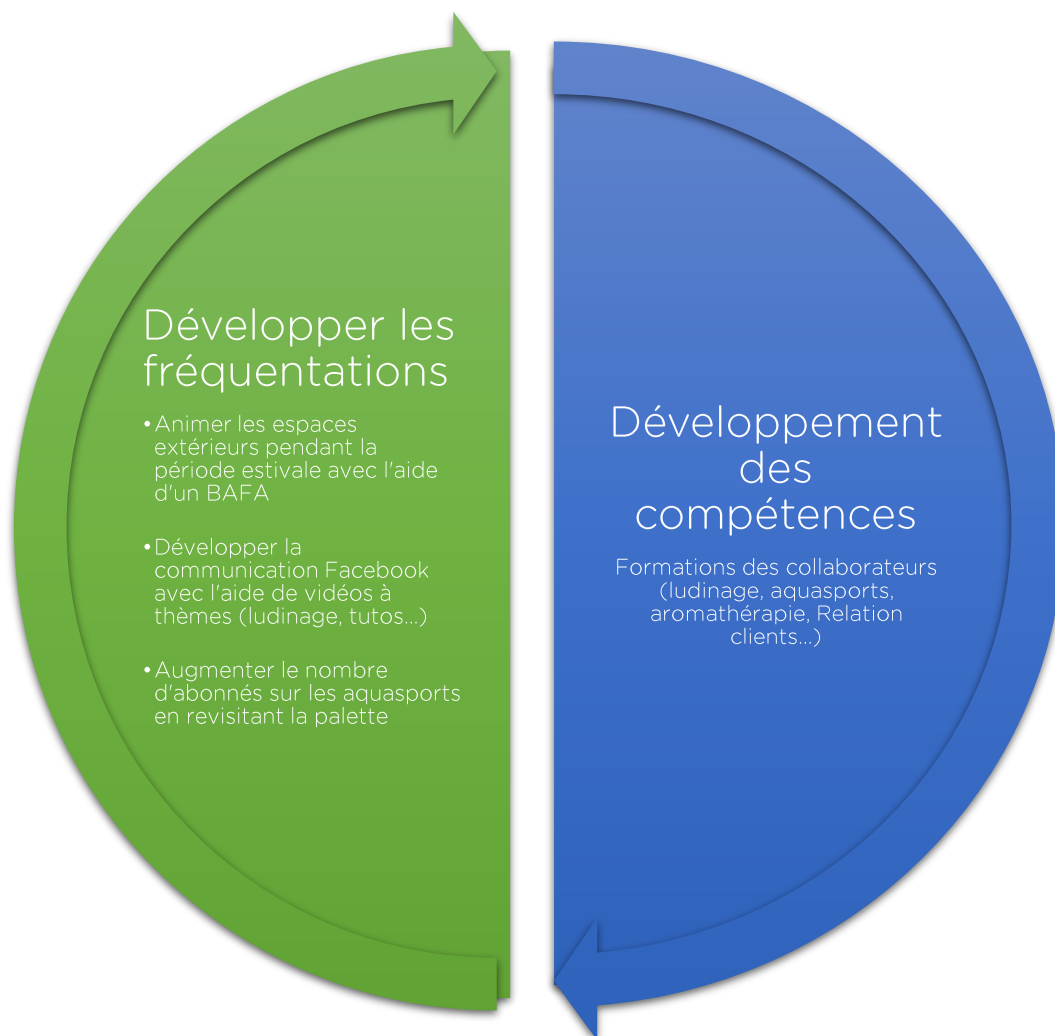 Développer les
fréquentations
•Animer les espaces
extérieurs pendant la
période estivale avec l'aide
d'un BAFA
•Développer la
communication Facebook
avec l'aide de vidéos à
thèmes (ludinage, tutos...)
•Augmenter le nombre
d'abonnés sur les aquasports
en revisitant la palette
Développement
des
compétences
Formations des collaborateurs
(ludinage, aquasports,
aromathérapie, Relation
clients...)